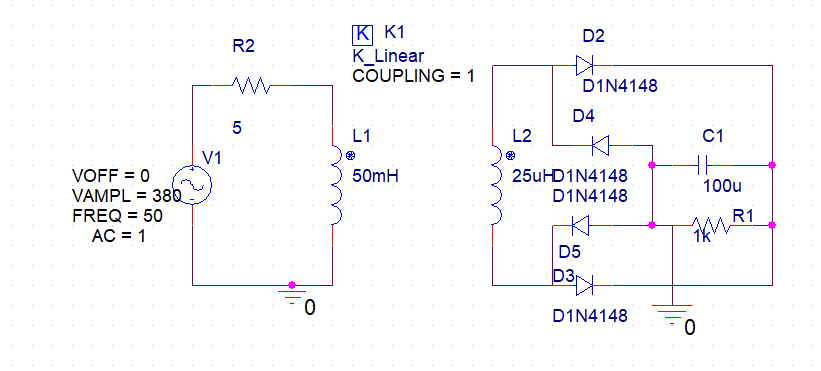 K K1
K_Linear
COUPLING = 1
R2
5
V1
VOFF = 0
VAMPL = 380
FREQ = 50
AC = 1
L1
50mH
0
L2
25uH
D2
D1N4148
D4
D1N4148
D1N4148
D5
D3
D1N4148
C1
100u
R1
1k
0